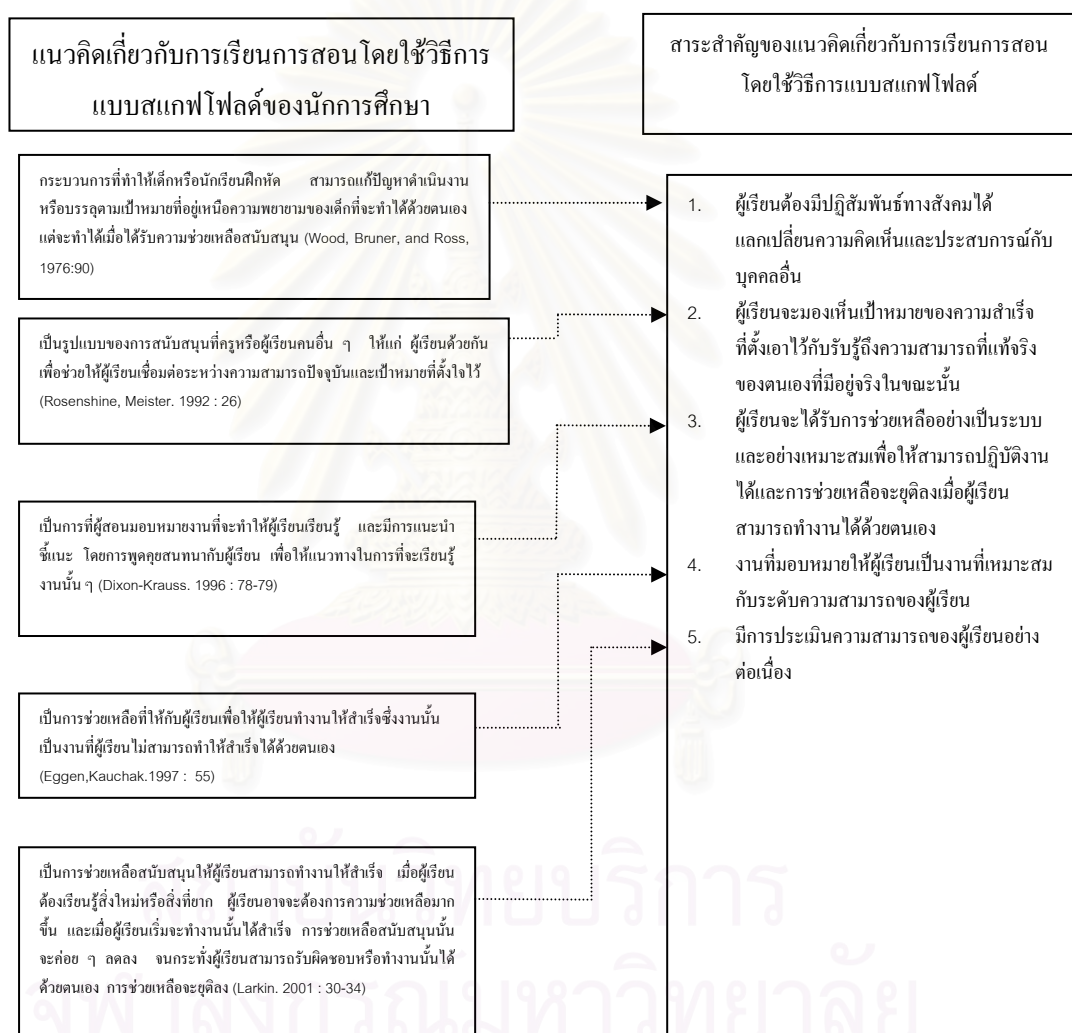 แนวคิดเกี่ยวกับการเรียนการสอนโดยใช้วิธีการ
แบบสแกฟโฟลด์ของนักการศึกษา
สาระสำคัญของแนวคิดเกี่ยวกับการเรียนการสอน
โดยใช้วิธีการแบบสแกฟโฟลด์
กระบวนการที่ทำให้เด็กหรือนักเรียนฝึกหัด สามารถแก้ปัญหาดำเนินงาน
หรือบรรลุตามเป้าหมายที่อยู่เหนือความพยายามของเด็กที่จะทำได้ด้วยตนเอง
แต่จะทำได้เมื่อได้รับความช่วยเหลือสนับสนุน (Wood, Bruner, and Ross,
1976:90)
เป็นรูปแบบของการสนับสนุนที่ครูหรือผู้เรียนคนอื่น ๆ ให้แก่ ผู้เรียนด้วยกัน
เพื่อช่วยให้ผู้เรียนเชื่อมต่อระหว่างความสามารถปัจจุบันและเป้าหมายที่ตั้งใจไว้
(Rosenshine, Meister. 1992 : 26)
เป็นการที่ผู้สอนมอบหมายงานที่จะทำให้ผู้เรียนเรียนรู้ และมีการแนะนำ
ชี้แนะ โดยการพูดคุยสนทนากับผู้เรียน เพื่อให้แนวทางในการที่จะเรียนรู้
งานนั้น ๆ (Dixon-Krauss. 1996 : 78-79)
เป็นการช่วยเหลือที่ให้กับผู้เรียนเพื่อให้ผู้เรียนทำงานให้สำเร็จซึ่งงานนั้น
เป็นงานที่ผู้เรียนไม่สามารถทำให้สำเร็จได้ด้วยตนเอง
(Eggen,Kauchak.1997 : 55)
เป็นการช่วยเหลือสนับสนุนให้ผู้เรียนสามารถทำงานให้สำเร็จ เมื่อผู้เรียน
ต้องเรียนรู้สิ่งใหม่หรือสิ่งที่ยาก ผู้เรียนอาจจะต้องการความช่วยเหลือมาก
ขึ้น และเมื่อผู้เรียนเริ่มจะทำงานนั้นได้สำเร็จ การช่วยเหลือสนับสนุนนั้น
จะค่อย ๆ ลดลง จนกระทั่งผู้เรียนสามารถรับผิดชอบหรือทำงานนั้นได้
ด้วยตนเอง การช่วยเหลือจะยุติลง (Larkin. 2001 : 30-34)
1. ผู้เรียนต้องมีปฏิสัมพันธ์ทางสังคมได้
แลกเปลี่ยนความคิดเห็นและประสบการณ์กับ
บุคคลอื่น
2. ผู้เรียนจะมองเห็นเป้าหมายของความสำเร็จ
ที่ตั้งเอาไว้กับรับรู้ถึงความสามารถที่แท้จริง
ของตนเองที่มีอยู่จริงในขณะนั้น
3. ผู้เรียนจะได้รับการช่วยเหลืออย่างเป็นระบบ
และอย่างเหมาะสมเพื่อให้สามารถปฏิบัติงาน
ได้และการช่วยเหลือจะยุติลงเมื่อผู้เรียน
สามารถทำงานได้ด้วยตนเอง
4. งานที่มอบหมายให้ผู้เรียนเป็นงานที่เหมาะสม
กับระดับความสามารถของผู้เรียน
5. มีการประเมินความสามารถของผู้เรียนอย่าง
ต่อเนื่อง
สถาบันวิทยบริการ
จุฬาลงกรณ์มหาวิทยาลัย